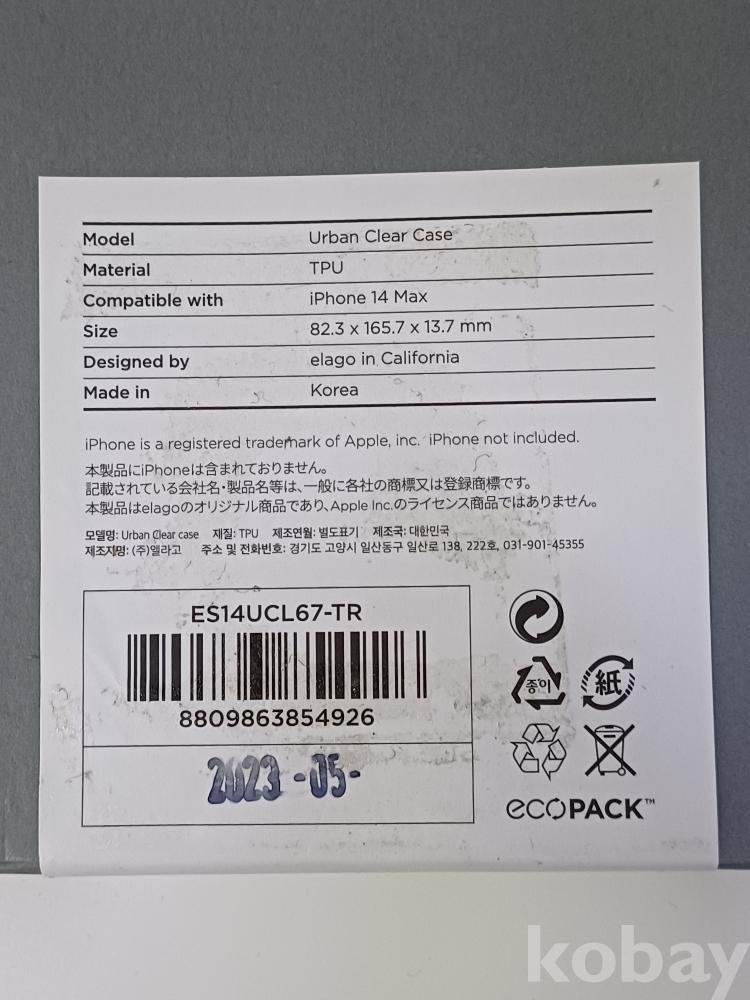 Model Urban Clear Case
Material TPU
Compatible with iPhone 14 Max
Size 82.3 x 165.7 x 13.7 mm
Designed by elago in California
Made in Korea
iPhone is a registered trademark of Apple, inc. iPhone not included.
本製品にiPhoneは含まれておりません。
記載されている会社名・製品名等は、一般に各社の商標又は登録商標です。
本製品はelagoのオリジナル商品であり、Apple Inc.のライセンス商品ではありません。
모델명: Urban Clear case 재질: TPU 제조연월: 별도표기 제조국: 대한민국
제조자명: (주)엘라고 주소 및 전화번호: 경기도 고양시 일산동구 일산로 138, 222호, 031-901-45355
ES14UCL67-TR
8809863854926
2023 -05-
종이 紙
ecoPACK™
kobay